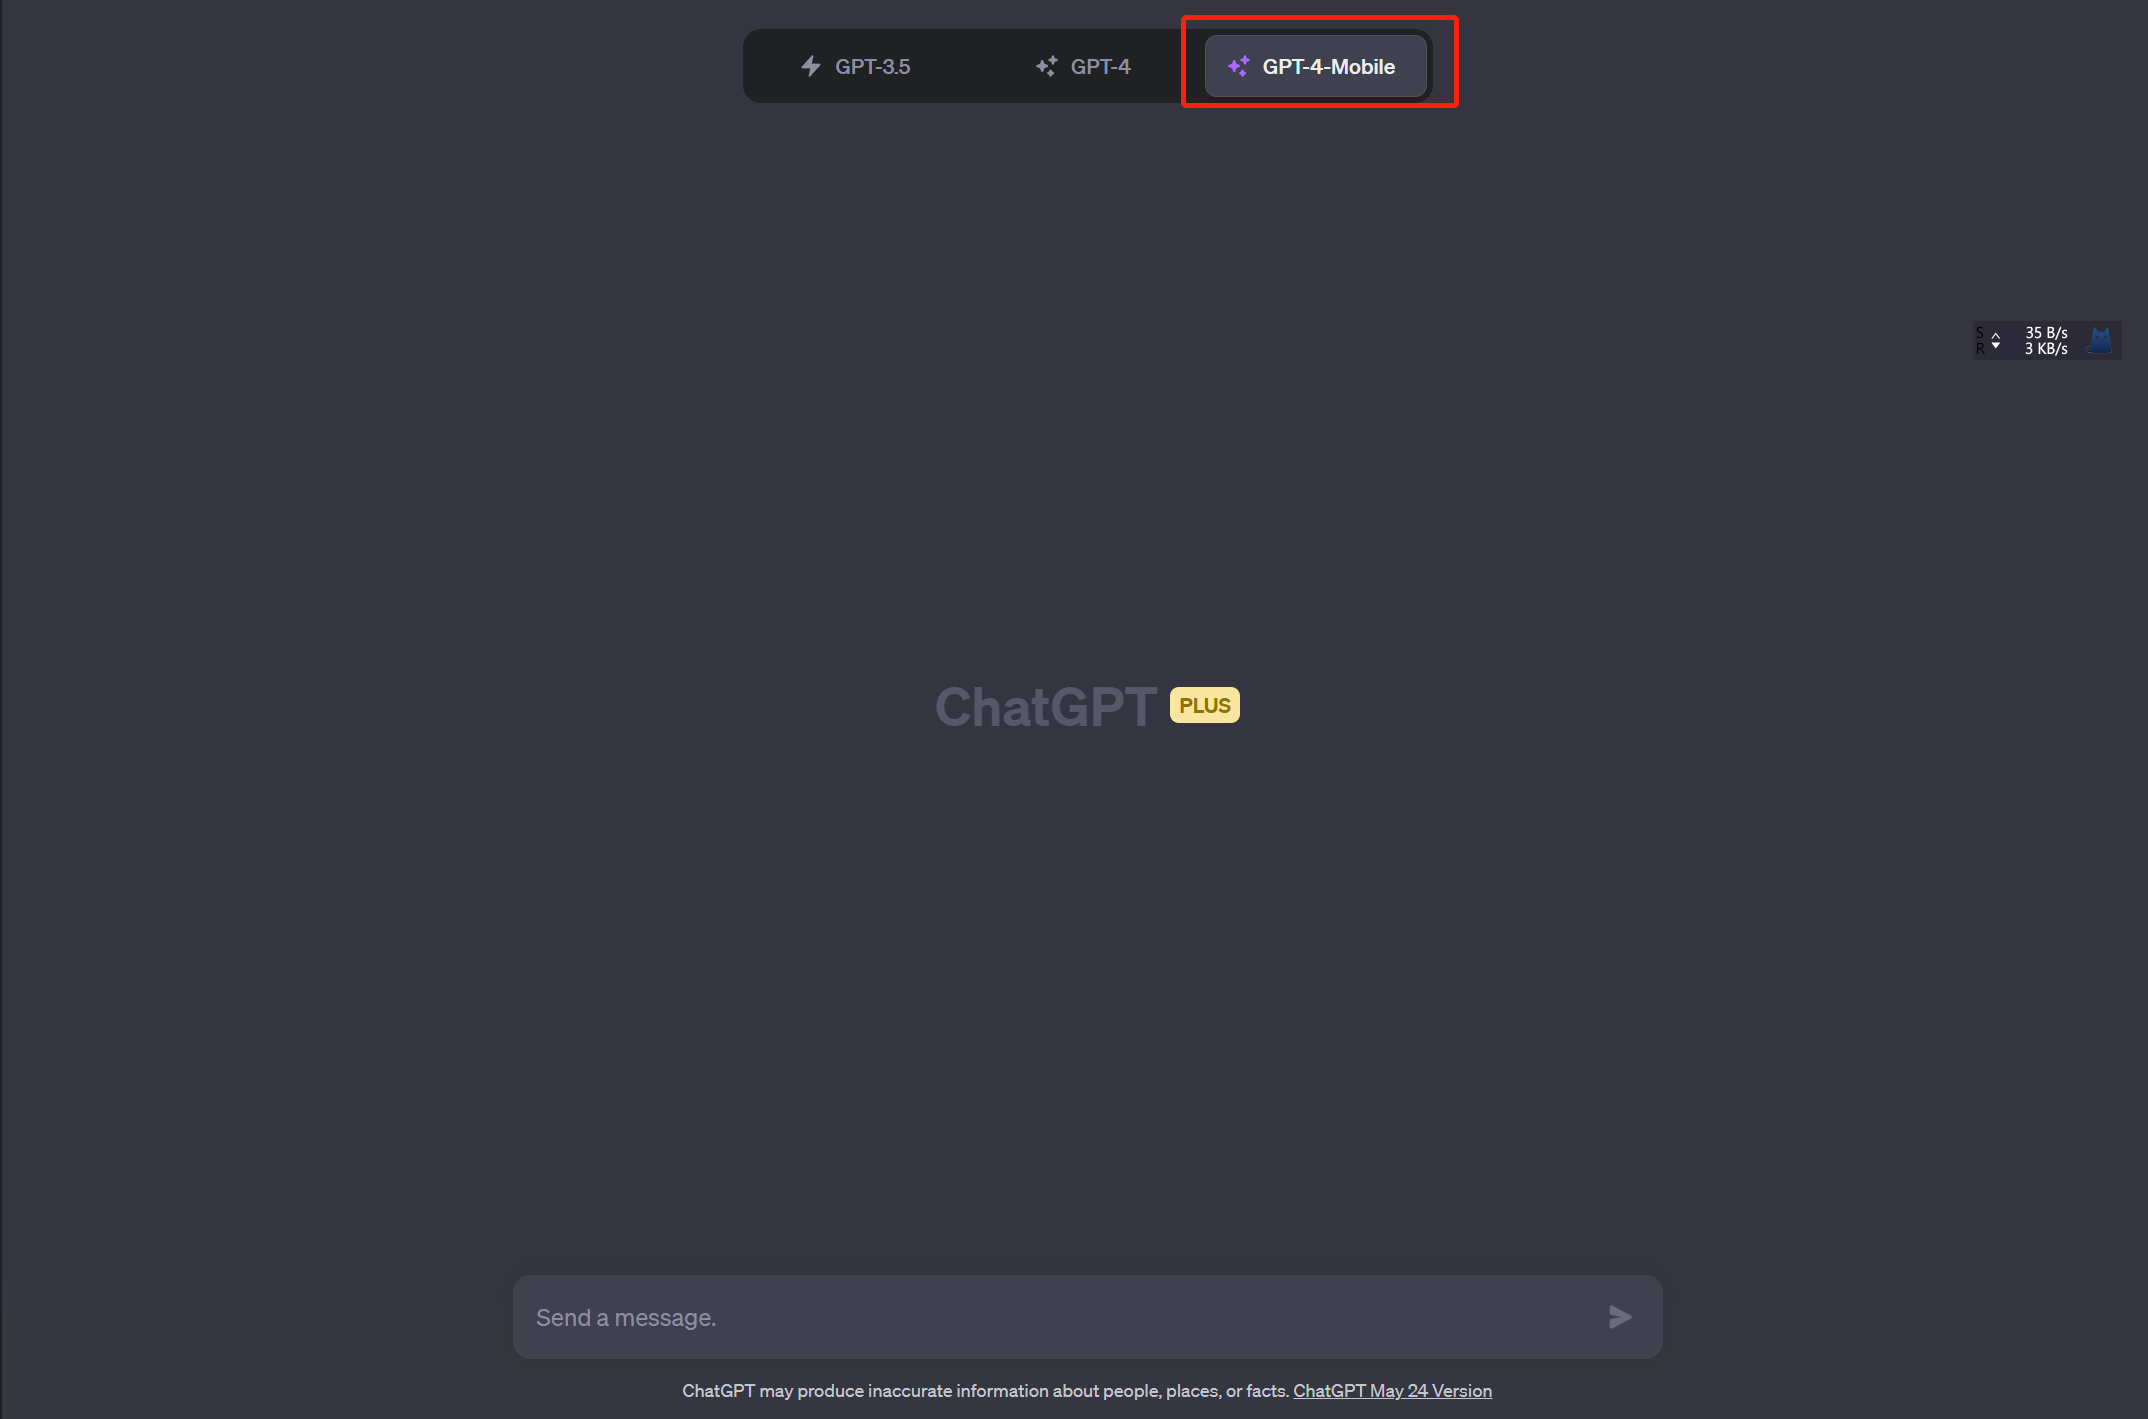 GPT-3.5
GPT-4
GPT-4-Mobile
S 35 B/s
R 3 KB/s
ChatGPT PLUS
Send a message.
ChatGPT may produce inaccurate information about people, places, or facts. ChatGPT May 24 Version